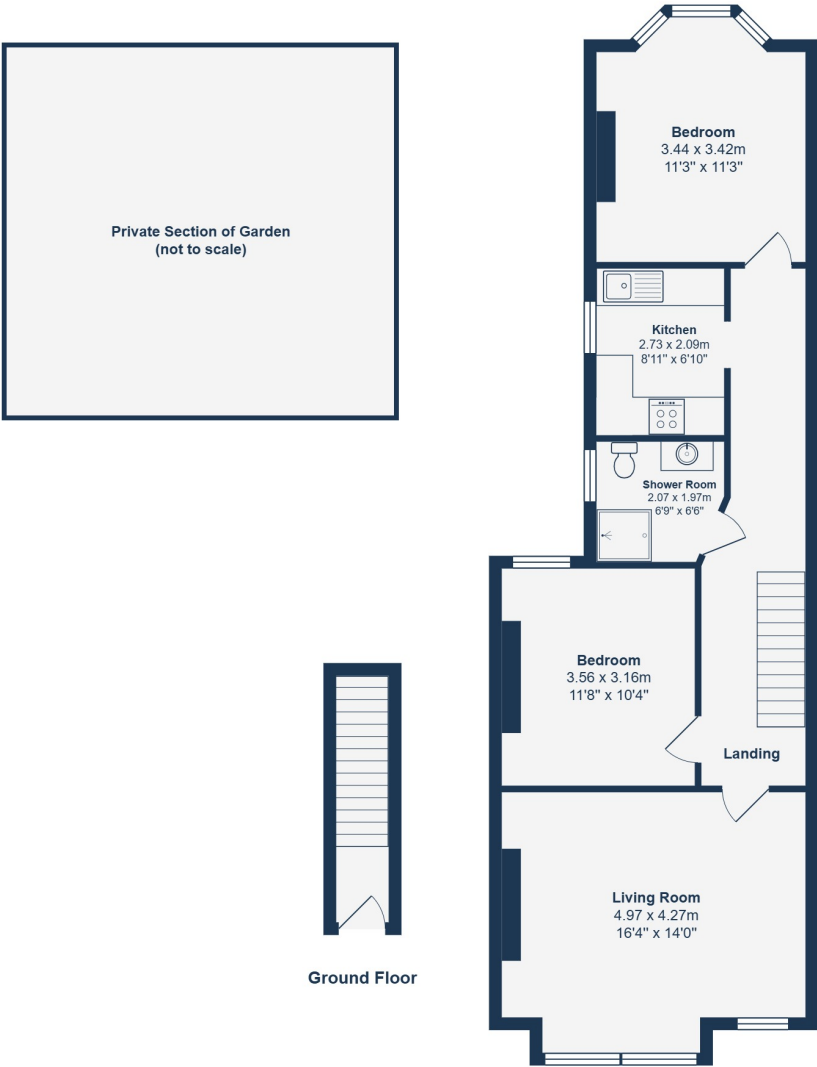 Private Section of Garden
(not to scale)
Bedroom
3.44 x 3.42m
11'3" x 11'3"
Kitchen
2.73 x 2.09m
8'11" x 6'10"
Shower Room
2.07 x 1.97m
6'9" x 6'6"
Bedroom
3.56 x 3.16m
11'8" x 10'4"
Landing
Living Room
4.97 x 4.27m
16'4" x 14'0"
Ground Floor